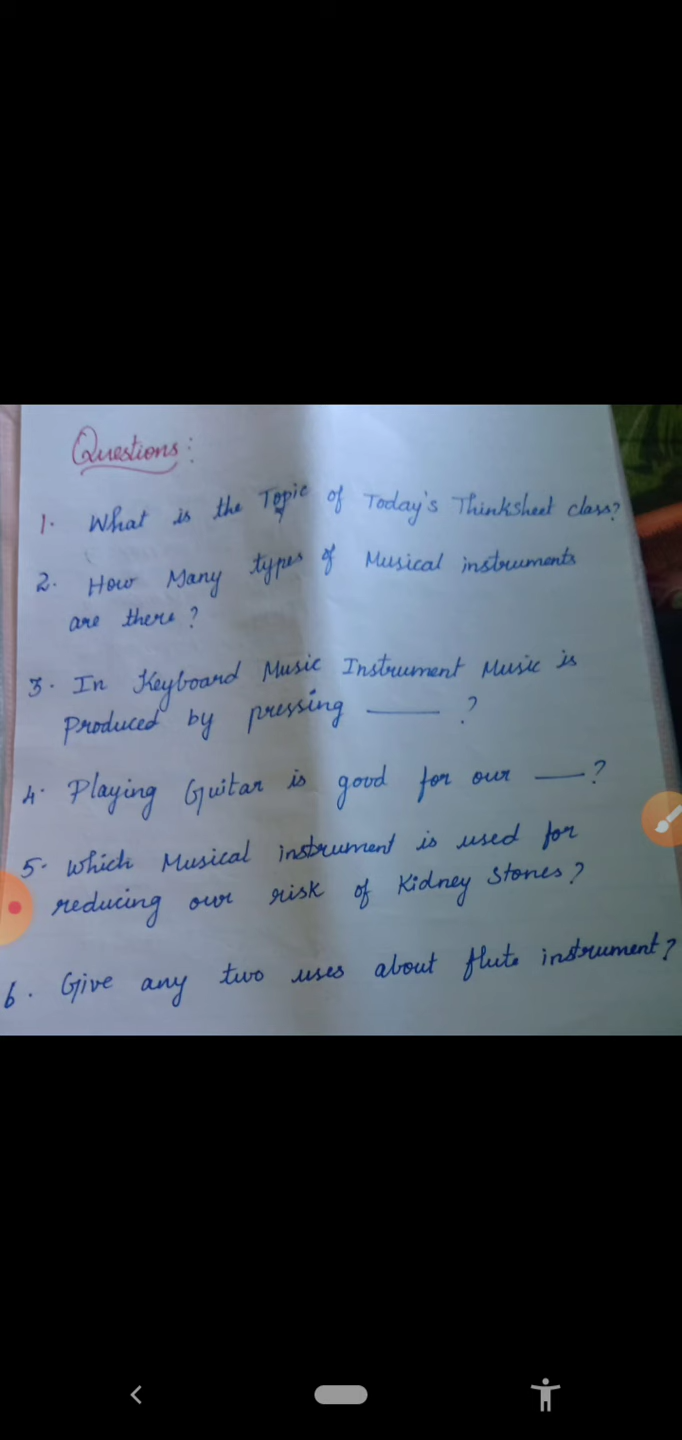 Questions:
1. What is the Topic of Today's Thinksheet class?
2. How Many types of Musical instruments
are there?
3. In Keyboard Music Instrument Music is
Produced by pressing ——— ?
4. Playing Guitar is good for our ——— ?
5. Which Musical instrument is used for
reducing our risk of Kidney Stones?
6. Give any two uses about flute instrument?